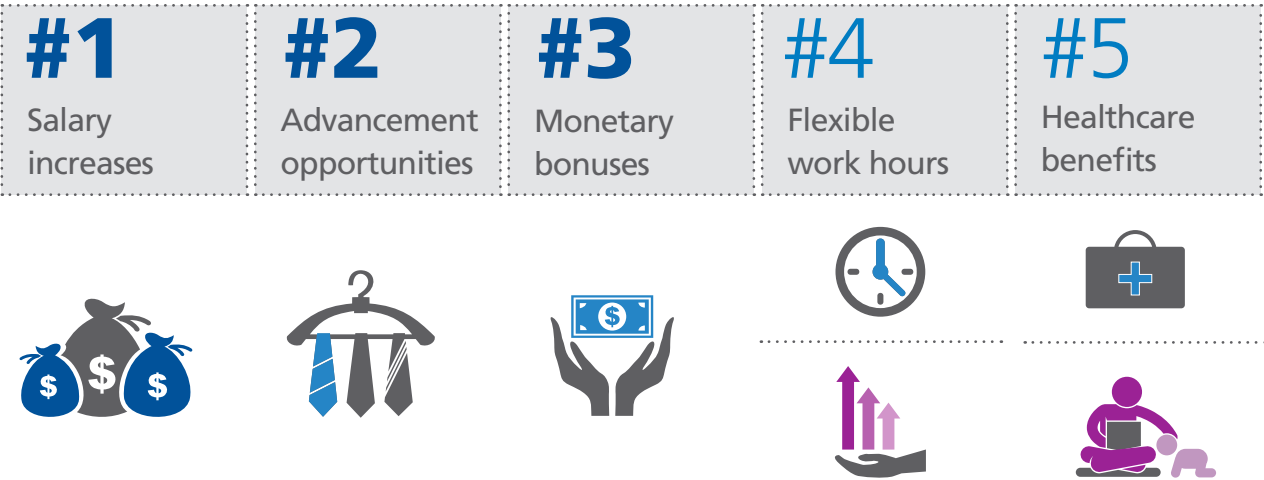 #1
Salary
increases
#2
Advancement
opportunities
#3
Monetary
bonuses
#4
Flexible
work hours
#5
Healthcare
benefits
$
$
$
$